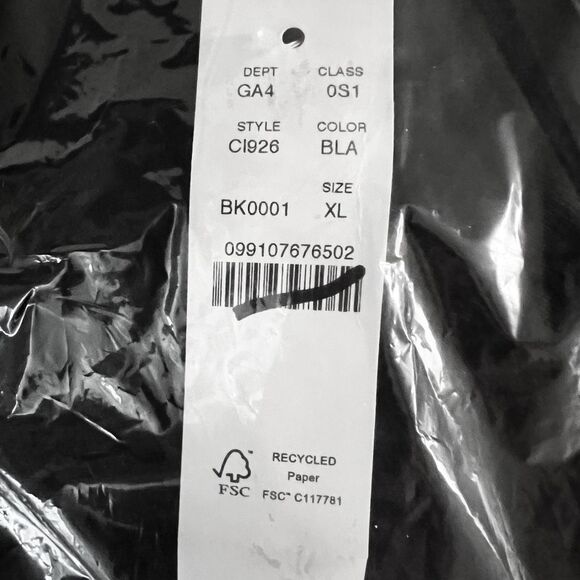 DEPT CLASS
GA4 0S1
STYLE COLOR
CI926 BLA
SIZE
BK0001 XL
099107676502
RECYCLED
Paper
FSC
FSC™ C117781